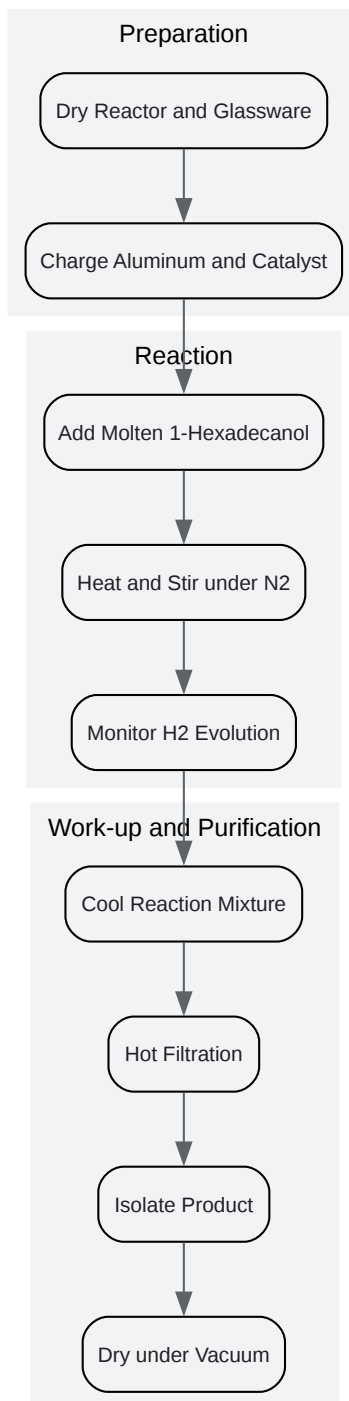 Preparation
Dry Reactor and Glassware
Charge Aluminum and Catalyst
Reaction
Add Molten 1-Hexadecanol
Heat and Stir under N2
Monitor H2 Evolution
Work-up and Purification
Cool Reaction Mixture
Hot Filtration
Isolate Product
Dry under Vacuum